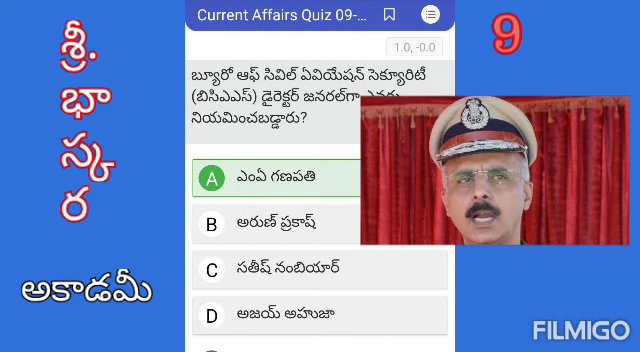 శ్రీ.
భా
స్క
ర
అకాడమీ
Current Affairs Quiz 09-...
1.0, -0.0
బ్యూరో ఆఫ్ సివిల్ ఏవియేషన్ సెక్యూరిటీ
(బిసిఎఎస్) డైరెక్టర్ జనరల్‌గా ఎవరు
నియమించబడ్డారు?
A ఎంఏ గణపతి
B అరుణ్ ప్రకాష్
C సతీష్ నంబియార్
D అజయ్ అహుజా
9
FILMIGO